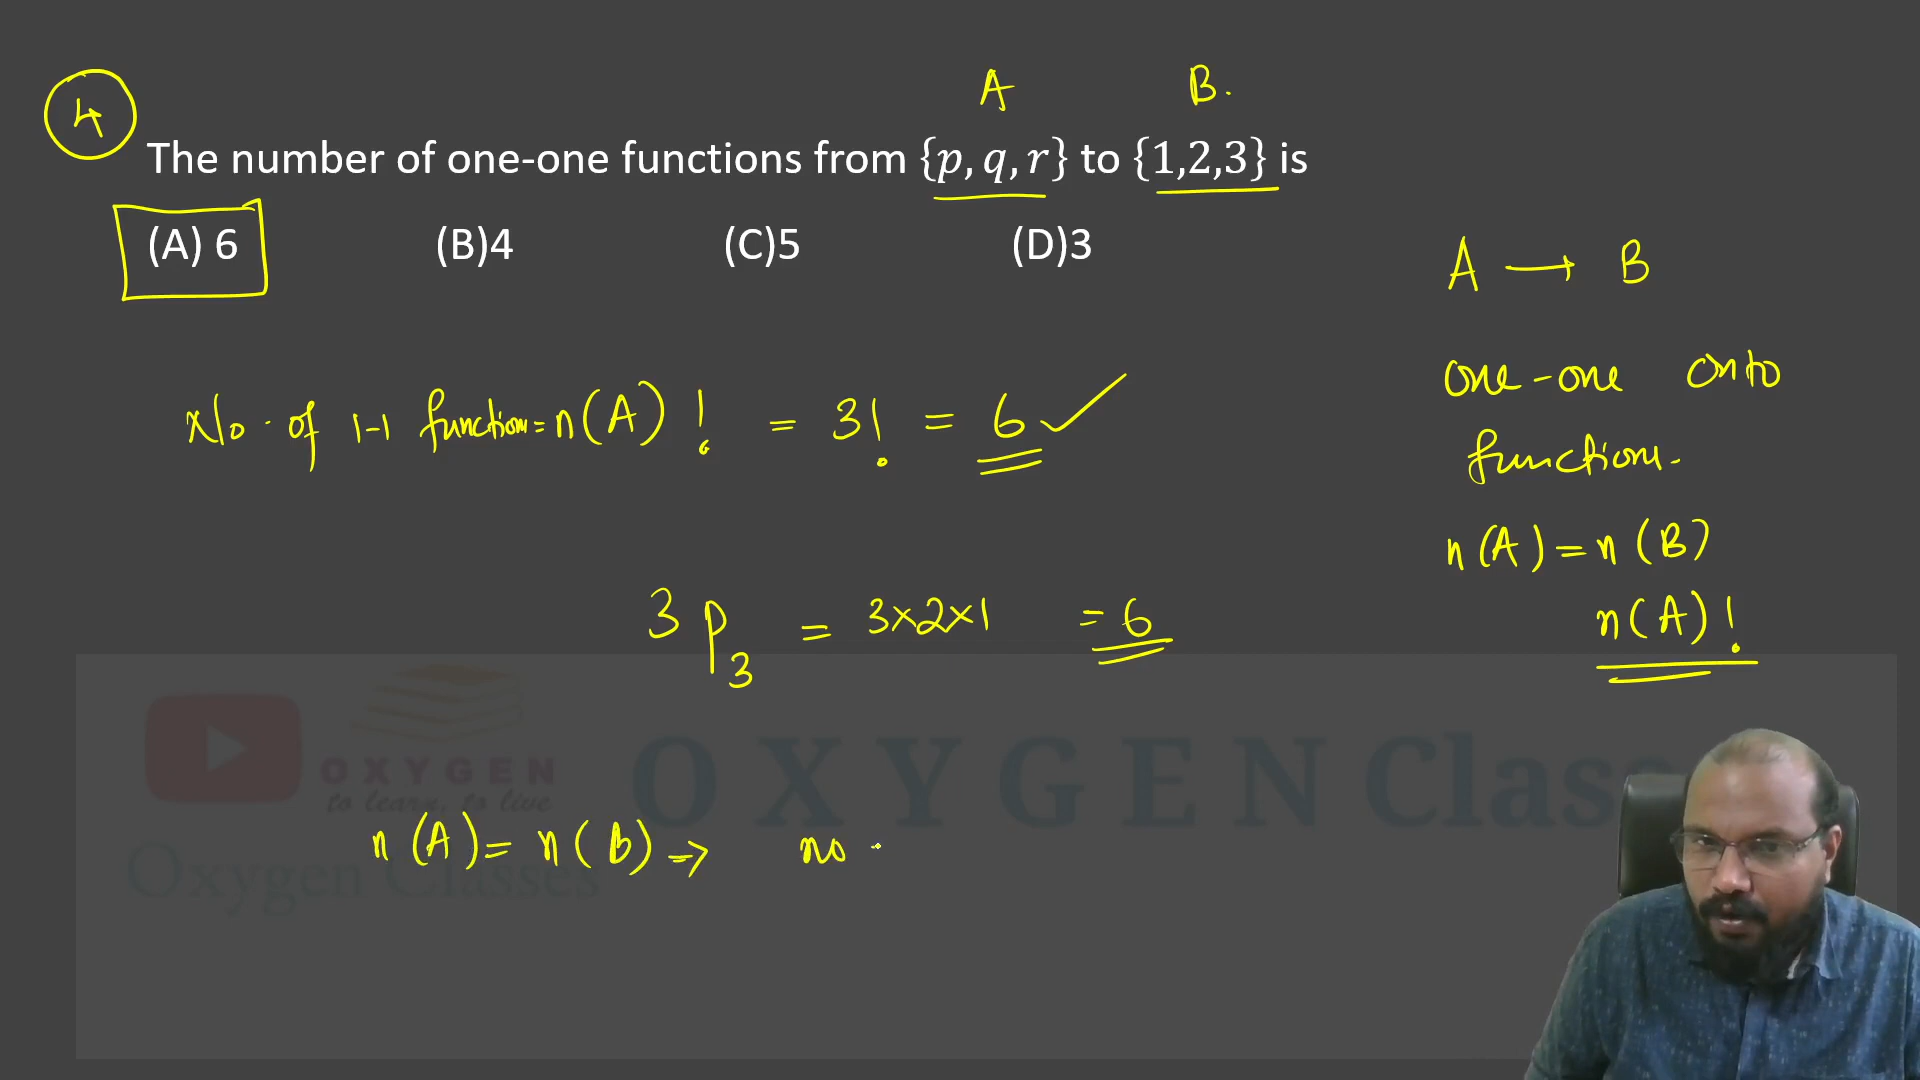 4
A B.
The number of one-one functions from {p, q, r} to {1,2,3} is
(A) 6 (B)4 (C)5 (D)3
A → B
one-one onto
No. of 1-1 function = n(A)! = 3! = 6 ✓
function.
n(A) = n(B)
3P3 = 3×2×1 = 6
n(A)!
OXYGEN
to learn, to live
OXYGEN Class
n(A) = n(B) → no.
Oxygen Classes